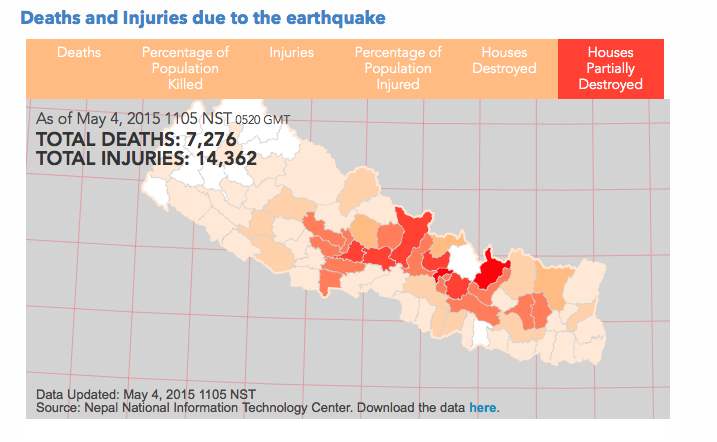 Deaths and Injuries due to the earthquake
Deaths
Percentage of
Population
Killed
Injuries
Percentage of
Population
Injured
Houses
Destroyed
Houses
Partially
Destroyed
As of May 4, 2015 1105 NST 0520 GMT
TOTAL DEATHS: 7,276
TOTAL INJURIES: 14,362
Data Updated: May 4, 2015 1105 NST
Source: Nepal National Information Technology Center. Download the data here.